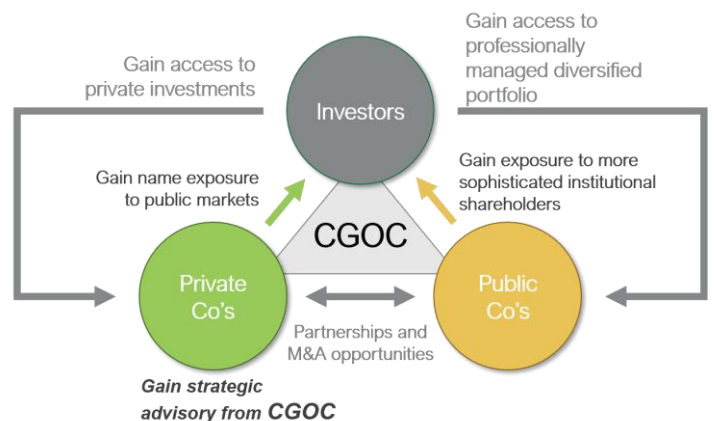 Gain access to
private investments
Gain access to
professionally
managed diversified
portfolio
Investors
Gain name exposure
to public markets
Gain exposure to more
sophisticated institutional
shareholders
CGOC
Private
Co's
Public
Co's
Partnerships and
M&A opportunities
Gain strategic
advisory from CGOC